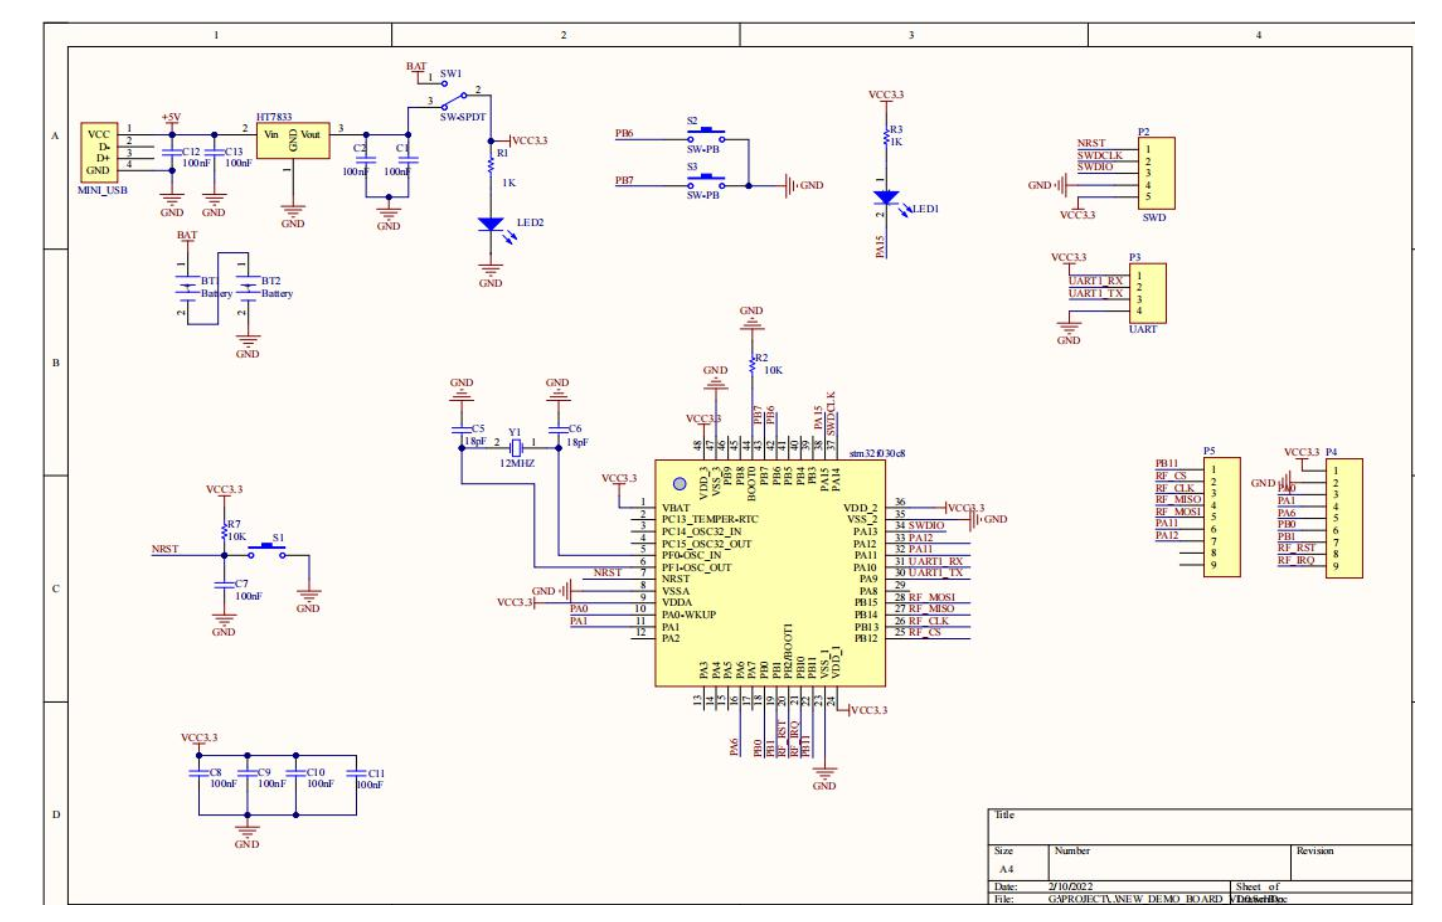 1 2 3 4
A
B
C
D
BAT
1
SW1
2
3
SW-SPDT
VCC3.3
R1
1K
LED2
GND
+5V
HT7833
VCC 1
D- 2
D+ 3
GND 4
MINI_USB
C12
100nF
C13
100nF
2 Vin GND Vout 3
1
C2
100nF
C1
100nF
GND
GND
GND
GND
BAT
1
BT1
Battery
2
1
BT2
Battery
2
GND
PB6
S2
SW-PB
PB7
S3
SW-PB
GND
VCC3.3
R3
1K
1
LED1
2
PA15
P2
NRST 1
SWDCLK 2
SWDIO 3
GND 4
VCC3.3 5
SWD
VCC3.3
P3
1
UART1_RX 2
UART1_TX 3
4
GND
UART
GND
R2
10K
GND
VCC3.3
PB7
PB6
PA15
SWDCLK
GND
GND
C5
18pF
Y1
2 1
12MHZ
C6
18pF
48 47 46 45 44 43 42 41 40 39 38 37
stm32f030c8
VDD_3
VSS_3
PB9
PB8
BOOT0
PB7
PB6
PB5
PB4
PB3
PA15
PA14
VCC3.3
1 VBAT
2 PC13_TEMPER-RTC
3 PC14_OSC32_IN
4 PC15_OSC32_OUT
5 PF0-OSC_IN
6 PF1-OSC_OUT
NRST 7 NRST
GND 8 VSSA
VCC3.3 9 VDDA
PA0 10 PA0-WKUP
PA1 11 PA1
12 PA2
VDD_2 36 VCC3.3
VSS_2 35 GND
PA13 34 SWDIO
PA12 33 PA12
PA11 32 PA11
PA10 31 UART1_RX
PA9 30 UART1_TX
PA8 29
PB15 28 RF_MOSI
PB14 27 RF_MISO
PB13 26 RF_CLK
PB12 25 RF_CS
PA3
PA4
PA5
PA6
PA7
PB0
PB1
PB2/BOOT1
PB10
PB11
VSS_1
VDD_1
13 14 15 16 17 18 19 20 21 22 23 24
PA6
PB0
PB1
RF_RST
RF_IRQ
PB11
GND
VCC3.3
P5
PB11 1
RF_CS 2
RF_CLK 3
RF_MISO 4
RF_MOSI 5
PA11 6
PA12 7
8
9
VCC3.3
P4
1
GND 2
PA0 3
PA1 4
PA6 5
PB0 6
PB1 7
RF_RST 8
RF_IRQ 9
VCC3.3
R7
10K
NRST
S1
C7
100nF
GND
GND
VCC3.3
C8
100nF
C9
100nF
C10
100nF
C11
100nF
GND
Title
Size Number Revision
A4
Date: 2/10/2022 Sheet of
File: G:\PROJECT\..\NEW DEMO BOARD